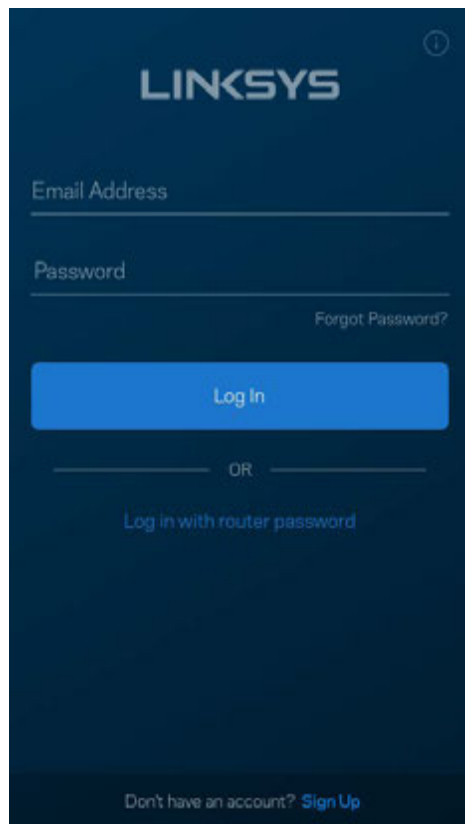 LINKSYS
Email Address
Password
Forgot Password?
Log In
OR
Log in with router password
Don't have an account? Sign Up